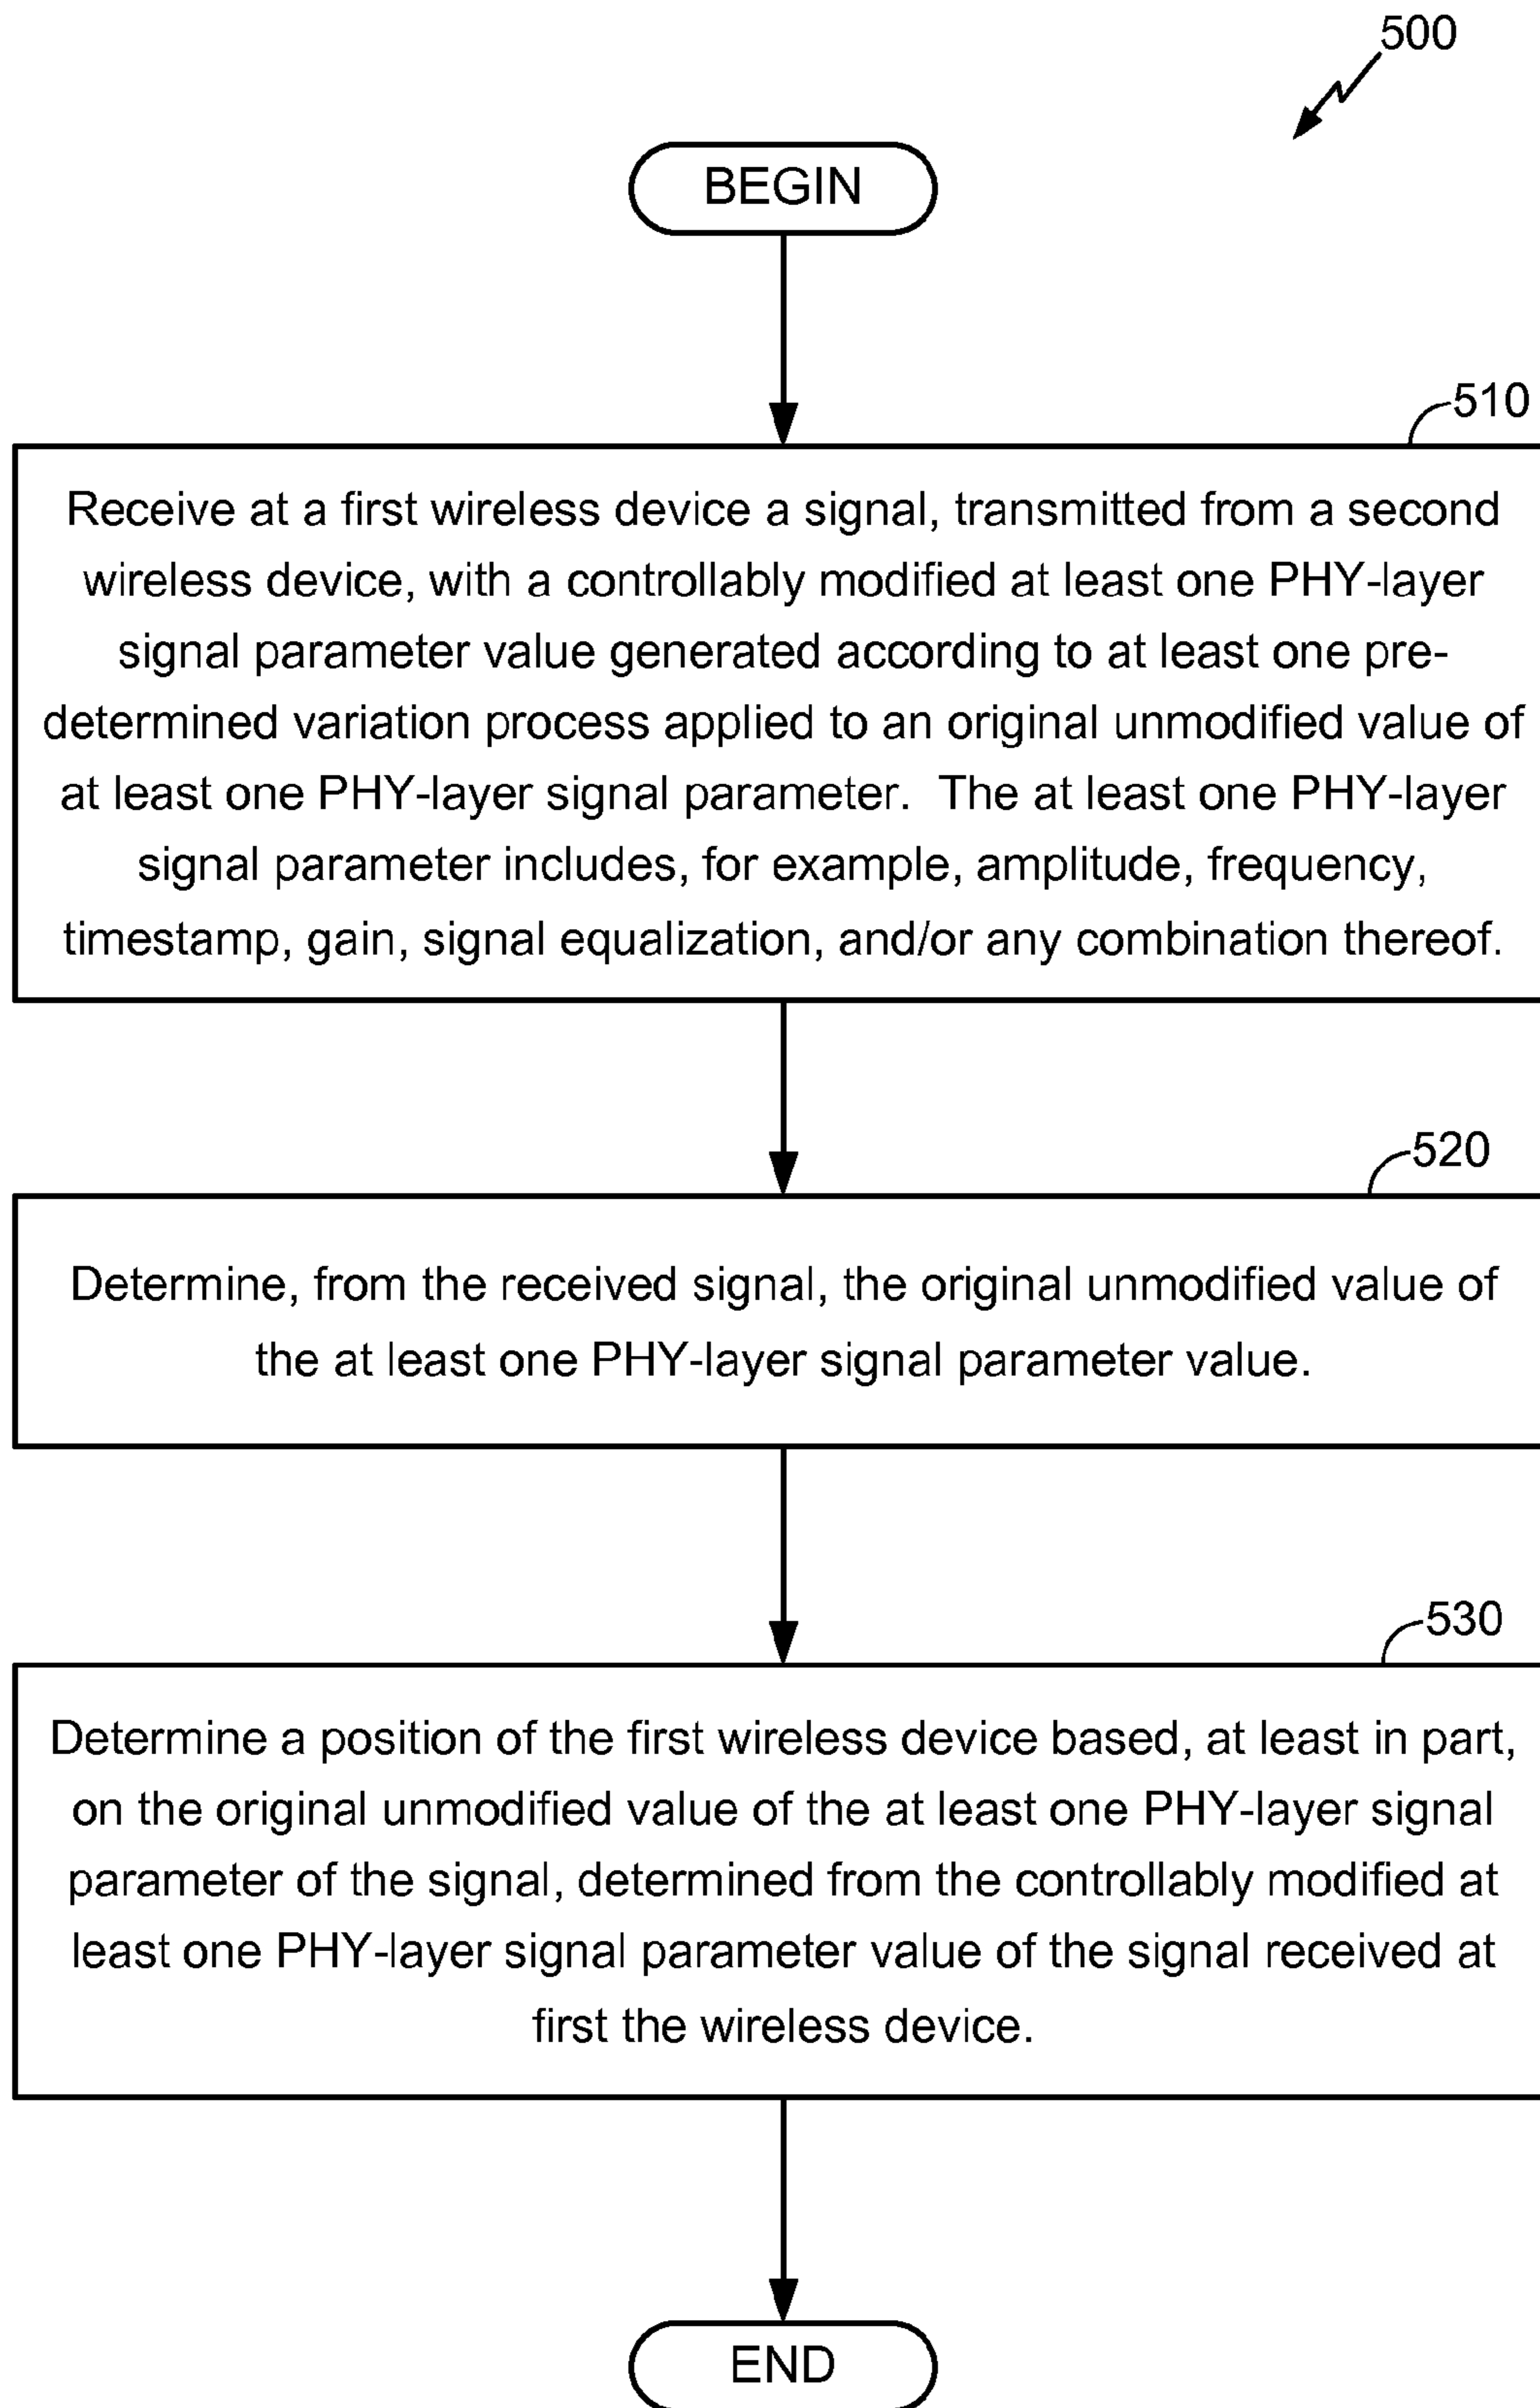 500
BEGIN
510
Receive at a first wireless device a signal, transmitted from a second
wireless device, with a controllably modified at least one PHY-layer
signal parameter value generated according to at least one pre-
determined variation process applied to an original unmodified value of
at least one PHY-layer signal parameter. The at least one PHY-layer
signal parameter includes, for example, amplitude, frequency,
timestamp, gain, signal equalization, and/or any combination thereof.
520
Determine, from the received signal, the original unmodified value of
the at least one PHY-layer signal parameter value.
530
Determine a position of the first wireless device based, at least in part,
on the original unmodified value of the at least one PHY-layer signal
parameter of the signal, determined from the controllably modified at
least one PHY-layer signal parameter value of the signal received at
first the wireless device.
END